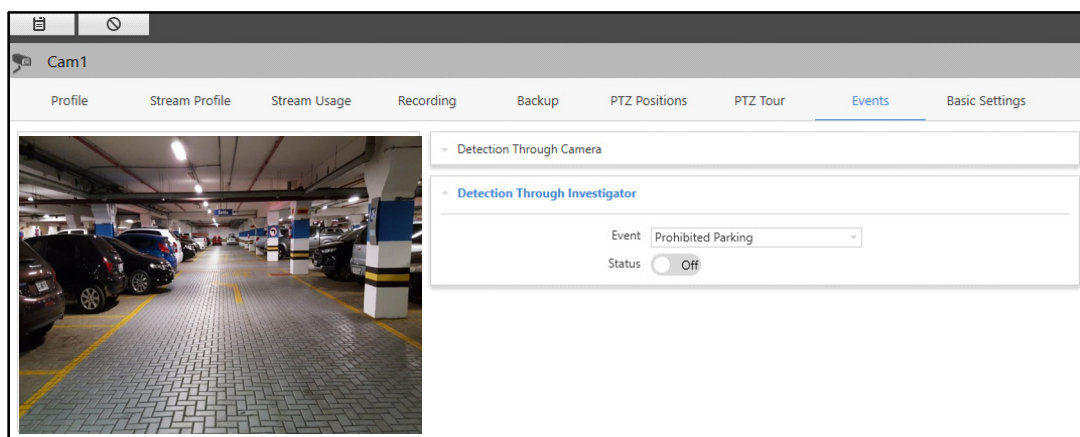 Cam1
Profile Stream Profile Stream Usage Recording Backup PTZ Positions PTZ Tour Events Basic Settings
Detection Through Camera
Detection Through Investigator
Event Prohibited Parking
Status Off